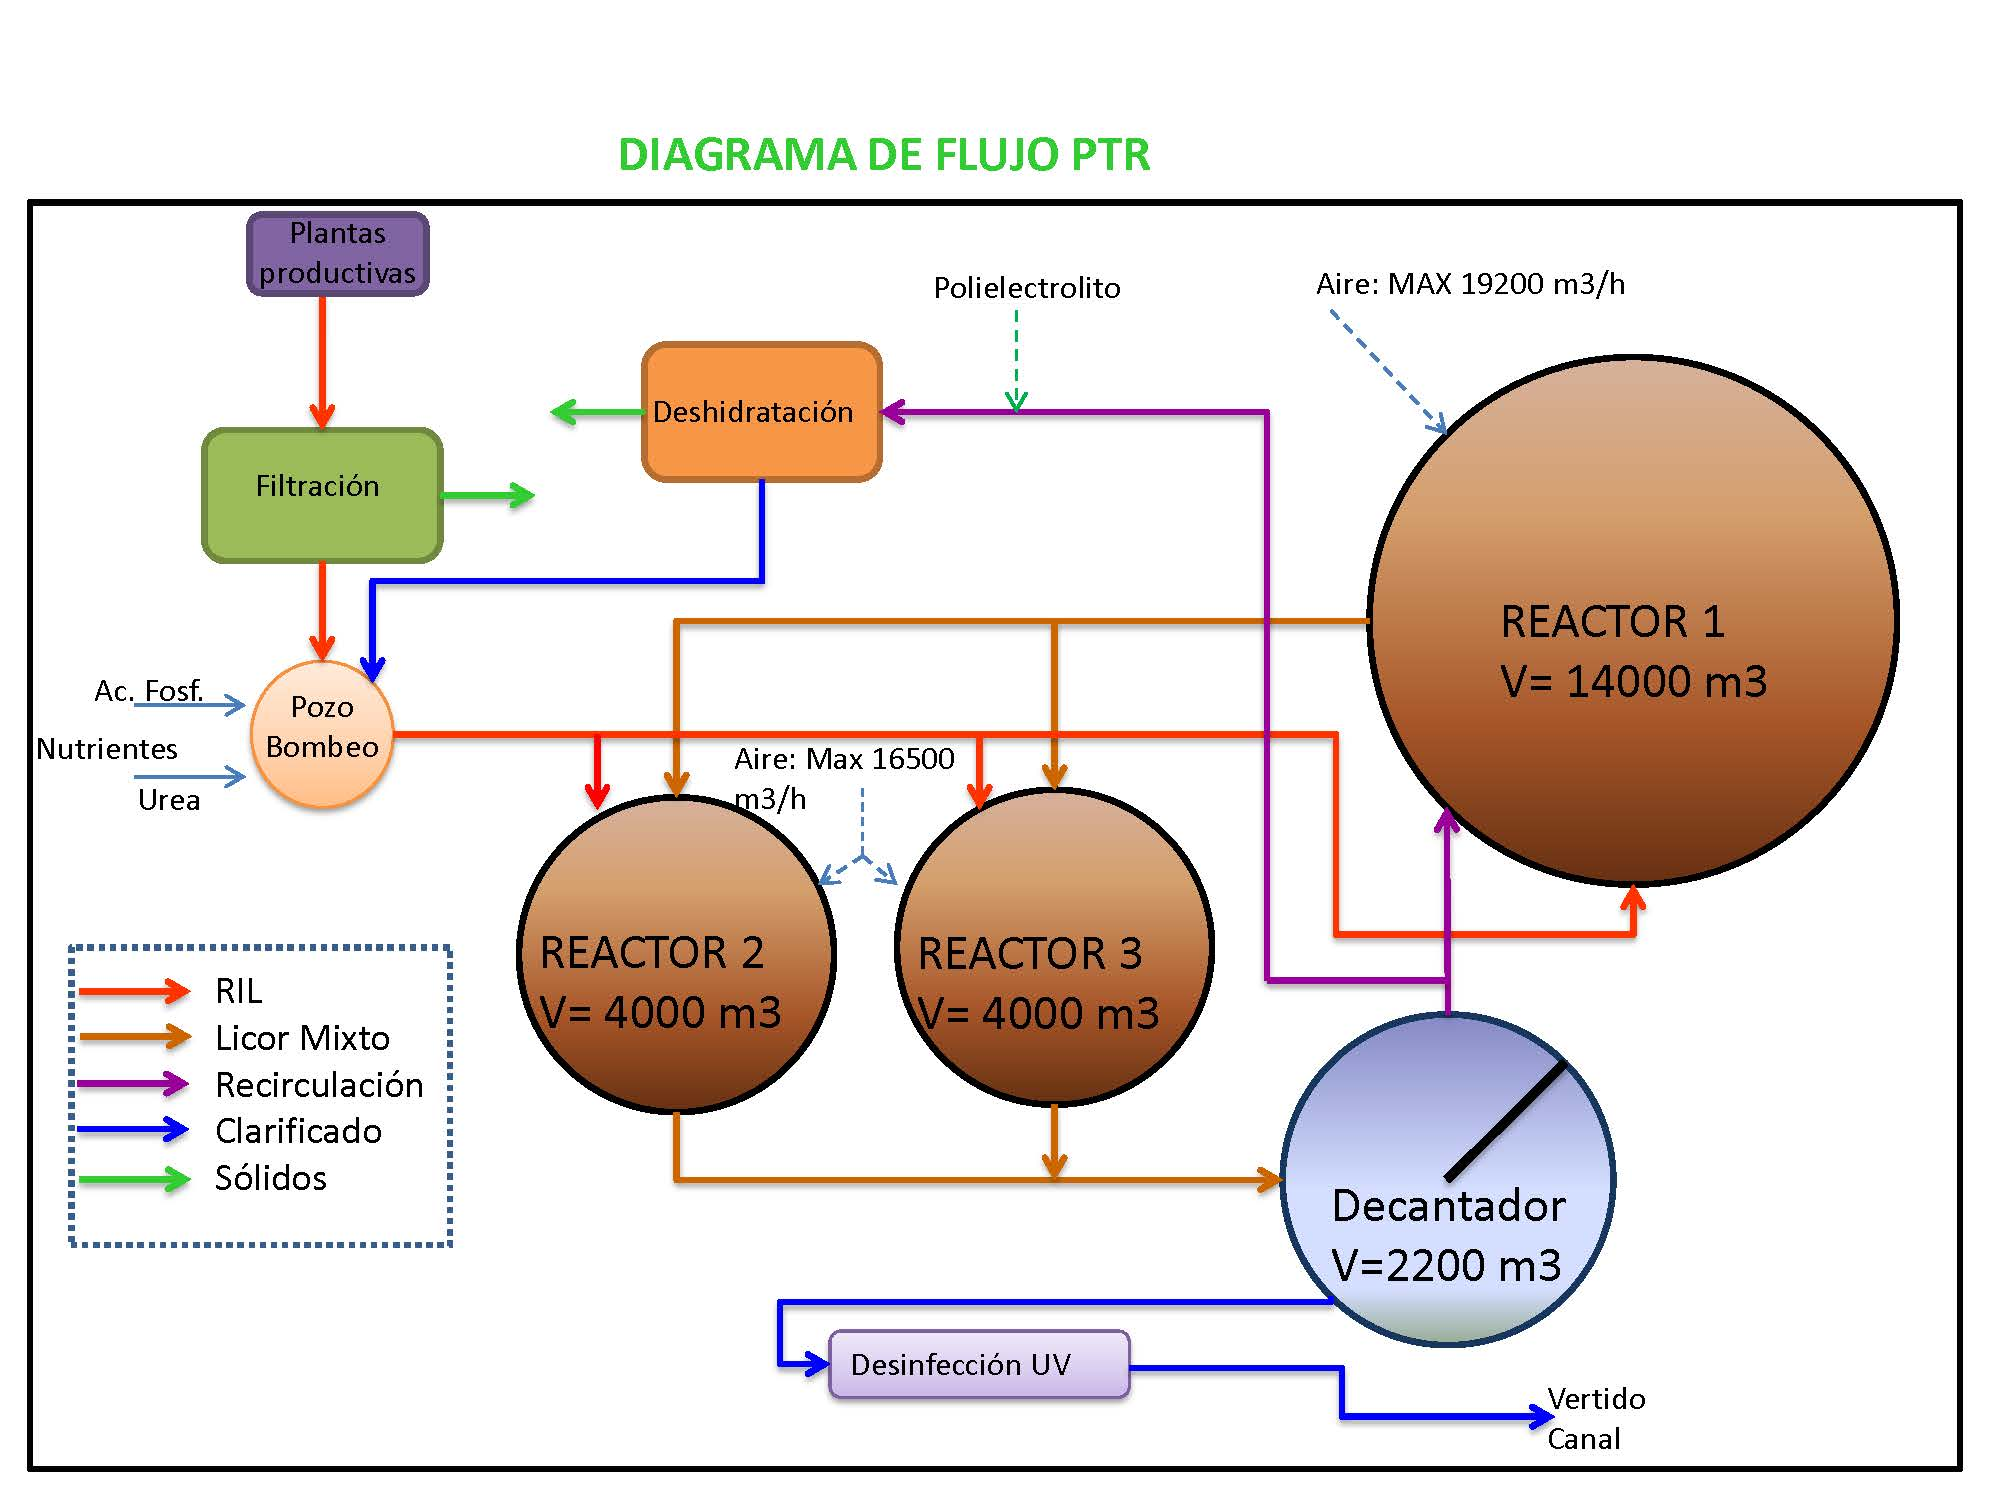 DIAGRAMA DE FLUJO PTR
Plantas
productivas
Polielectrolito
Aire: MAX 19200 m3/h
Deshidratación
Filtración
REACTOR 1
V= 14000 m3
Ac. Fosf.
Nutrientes
Urea
Pozo
Bombeo
Aire: Max 16500
m3/h
REACTOR 2
V= 4000 m3
REACTOR 3
V= 4000 m3
RIL
Licor Mixto
Recirculación
Clarificado
Sólidos
Decantador
V=2200 m3
Desinfección UV
Vertido
Canal